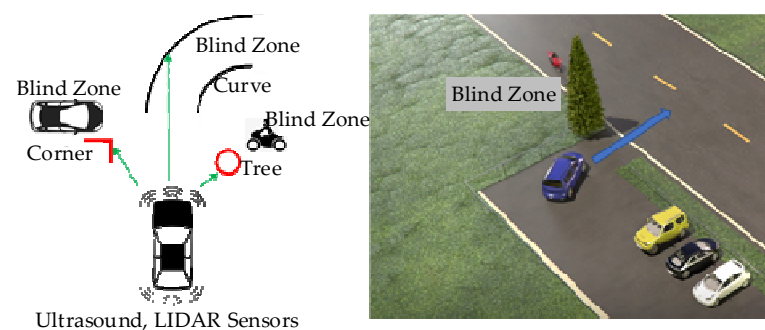 Blind Zone
Curve
Blind Zone
Corner
Blind Zone
Tree
Ultrasound, LIDAR Sensors
Blind Zone